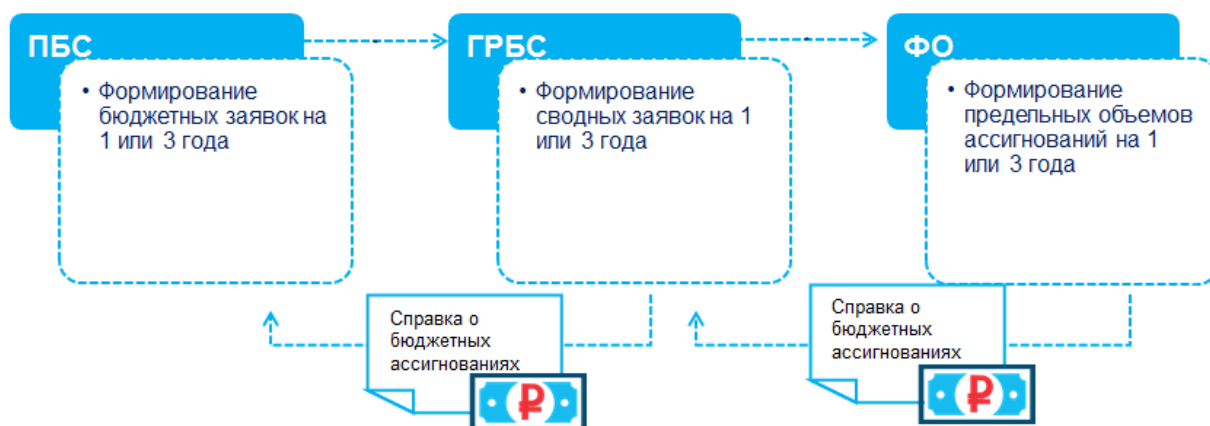 ПБС
• Формирование
бюджетных заявок на
1 или 3 года
ГРБС
• Формирование
сводных заявок на 1
или 3 года
ФО
• Формирование
предельных объемов
ассигнований на 1
или 3 года
Справка о
бюджетных
ассигнованиях
₽
Справка о
бюджетных
ассигнованиях
₽